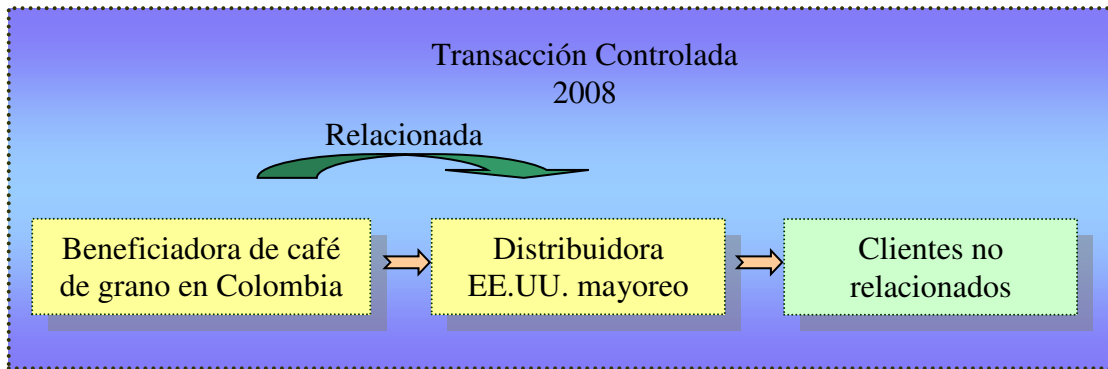 Transacción Controlada
2008
Relacionada
Beneficiadora de café
de grano en Colombia
Distribuidora
EE.UU. mayoreo
Clientes no
relacionados